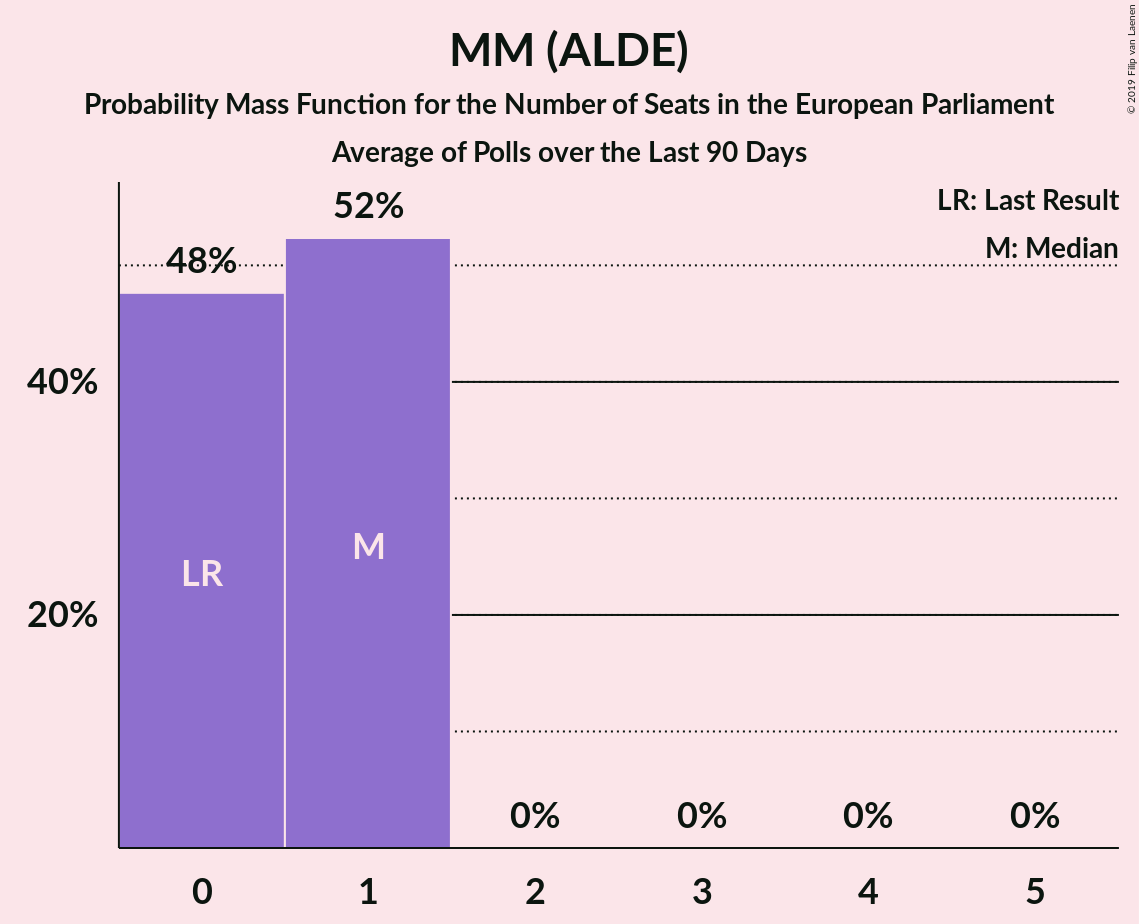 MM (ALDE)
Probability Mass Function for the Number of Seats in the European Parliament
Average of Polls over the Last 90 Days
© 2019 Filip van Laenen
LR: Last Result
M: Median
52%
48%
40%
20%
LR
M
0%
0%
0%
0%
0
1
2
3
4
5